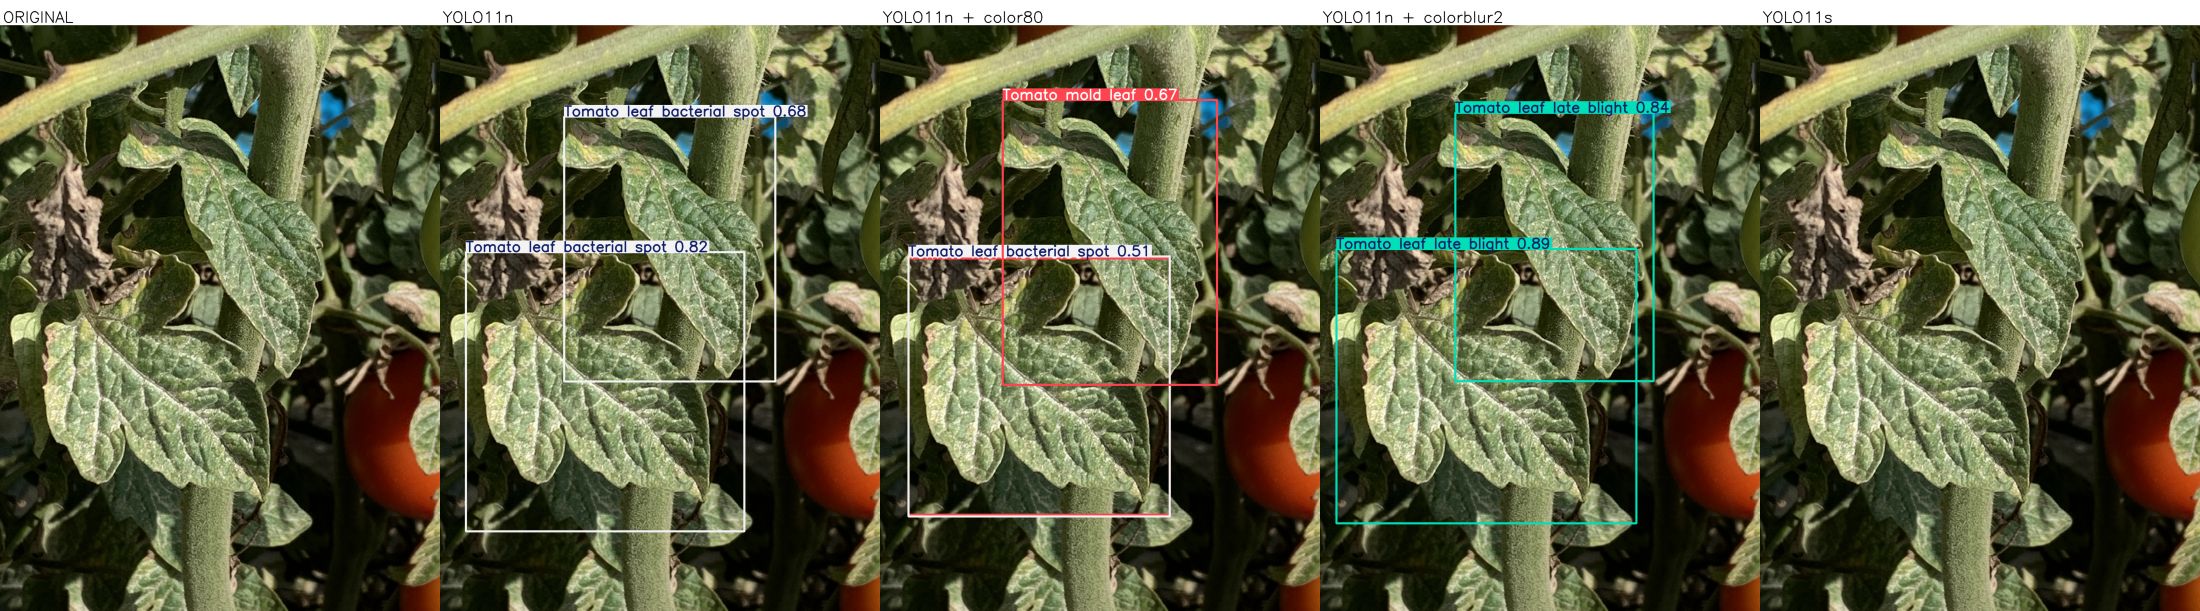 ORIGINAL
YOLO11n
YOLO11n + color80
YOLO11n + colorblur2
YOLO11s
Tomato leaf bacterial spot 0.68
Tomato leaf bacterial spot 0.82
Tomato mold leaf 0.67
Tomato leaf bacterial spot 0.51
Tomato leaf late blight 0.84
Tomato leaf late blight 0.89